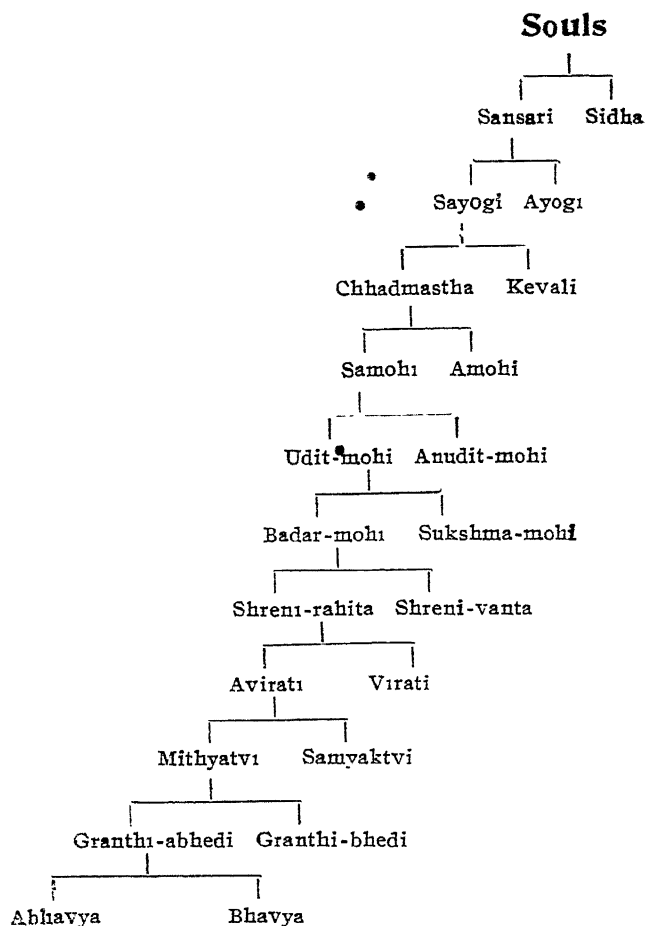 Souls
Sansari Sidha
Sayogi Ayogi
Chhadmastha Kevali
Samohi Amohi
Udit-mohi Anudit-mohi
Badar-mohi Sukshma-mohi
Shreni-rahita Shreni-vanta
Avirati Virati
Mithyatvi Samyaktvi
Granthi-abhedi Granthi-bhedi
Abhavya Bhavya